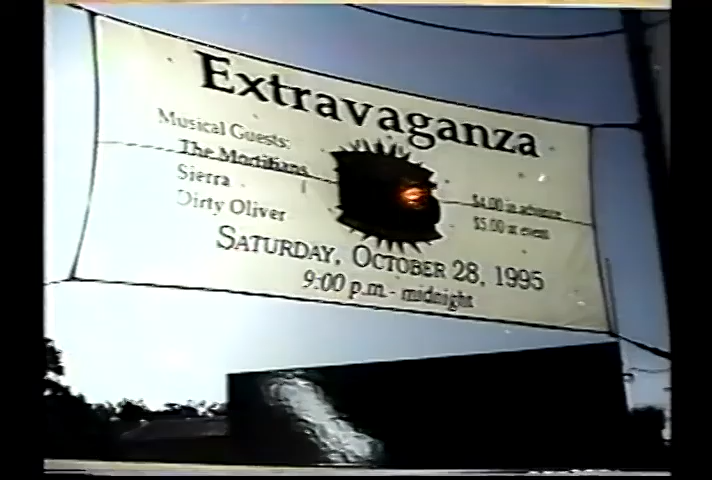 Extravaganza
Musical Guests:
The Mortifians
Sierra
Dirty Oliver
$4.00 in advance
$5.00 at event
SATURDAY, OCTOBER 28, 1995
9:00 p.m. - midnight